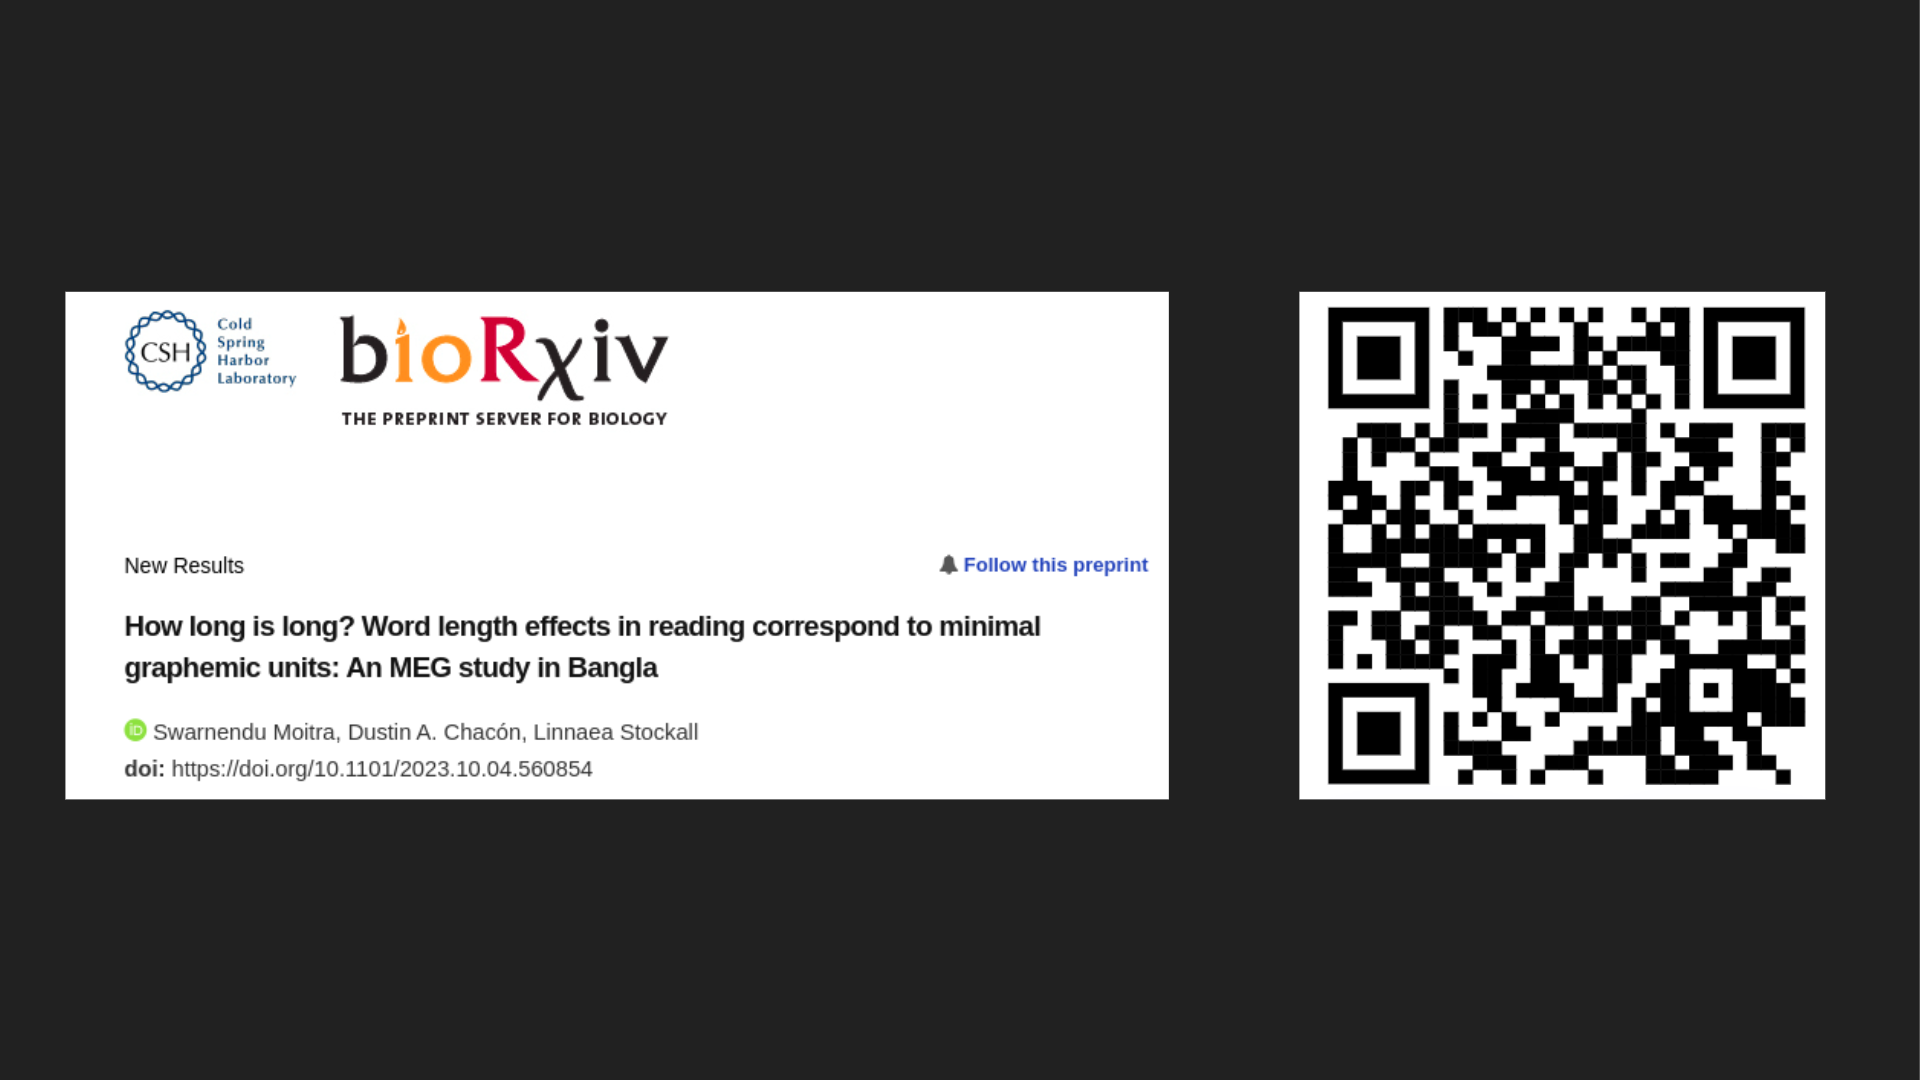 CSH
Cold
Spring
Harbor
Laboratory
bioRχiv
THE PREPRINT SERVER FOR BIOLOGY
New Results
Follow this preprint
How long is long? Word length effects in reading correspond to minimal
graphemic units: An MEG study in Bangla
iD Swarnendu Moitra, Dustin A. Chacón, Linnaea Stockall
doi: https://doi.org/10.1101/2023.10.04.560854